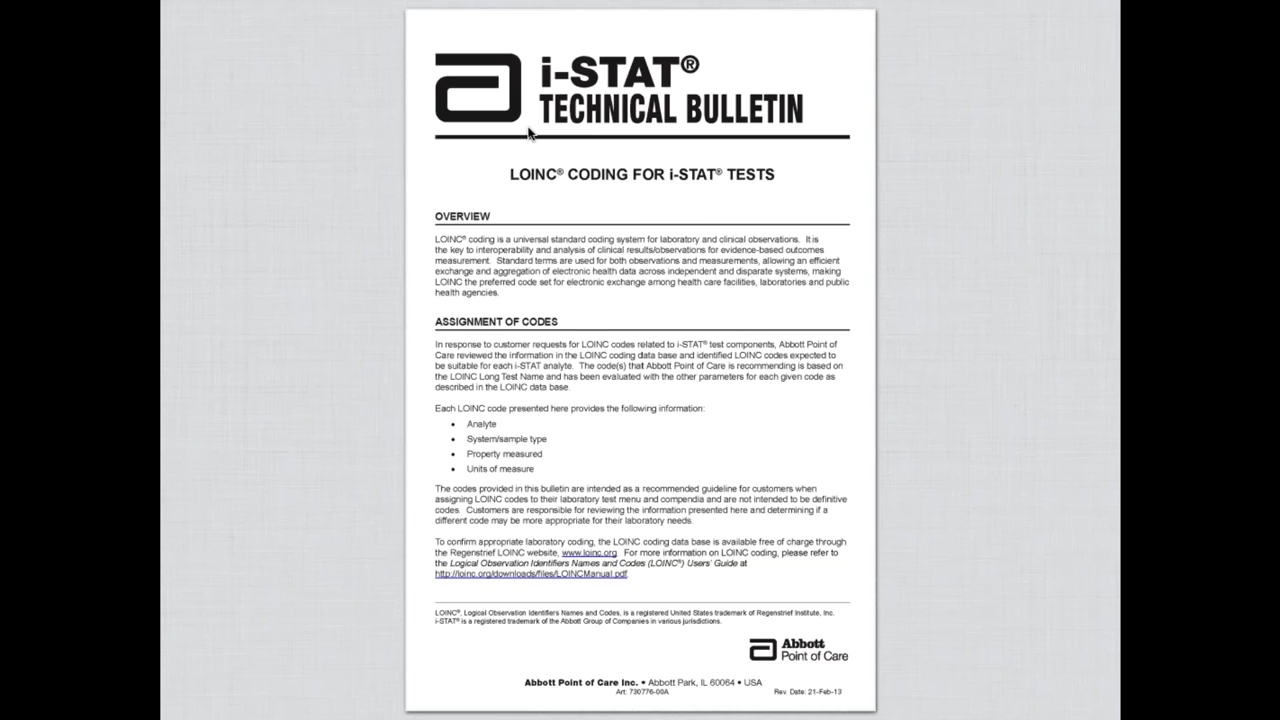 i-STAT®
TECHNICAL BULLETIN
LOINC® CODING FOR i-STAT® TESTS
OVERVIEW
LOINC® coding is a universal standard coding system for laboratory and clinical observations. It is
the key to interoperability and analysis of clinical results/observations for evidence-based outcomes
measurement. Standard terms are used for both observations and measurements, allowing an efficient
exchange and aggregation of electronic health data across independent and disparate systems, making
LOINC the preferred code set for electronic exchange among health care facilities, laboratories and public
health agencies.
ASSIGNMENT OF CODES
In response to customer requests for LOINC codes related to i-STAT® test components, Abbott Point of
Care reviewed the information in the LOINC coding data base and identified LOINC codes expected to
be suitable for each i-STAT analyte. The code(s) that Abbott Point of Care is recommending is based on
the LOINC Long Test Name and has been evaluated with the other parameters for each given code as
described in the LOINC data base.
Each LOINC code presented here provides the following information:
• Analyte
• System/sample type
• Property measured
• Units of measure
The codes provided in this bulletin are intended as a recommended guideline for customers when
assigning LOINC codes to their laboratory test menu and compendia and are not intended to be definitive
codes. Customers are responsible for reviewing the information presented here and determining if a
different code may be more appropriate for their laboratory needs.
To confirm appropriate laboratory coding, the LOINC coding data base is available free of charge through
the Regenstrief LOINC website, www.loinc.org. For more information on LOINC coding, please refer to
the Logical Observation Identifiers Names and Codes (LOINC®) Users' Guide at
http://loinc.org/downloads/files/LOINCManual.pdf.
LOINC®, Logical Observation Identifiers Names and Codes, is a registered United States trademark of Regenstrief Institute, Inc.
i-STAT® is a registered trademark of the Abbott Group of Companies in various jurisdictions.
Abbott
Point of Care
Abbott Point of Care Inc. • Abbott Park, IL 60064 • USA
Art: 730776-00A Rev. Date: 21-Feb-13